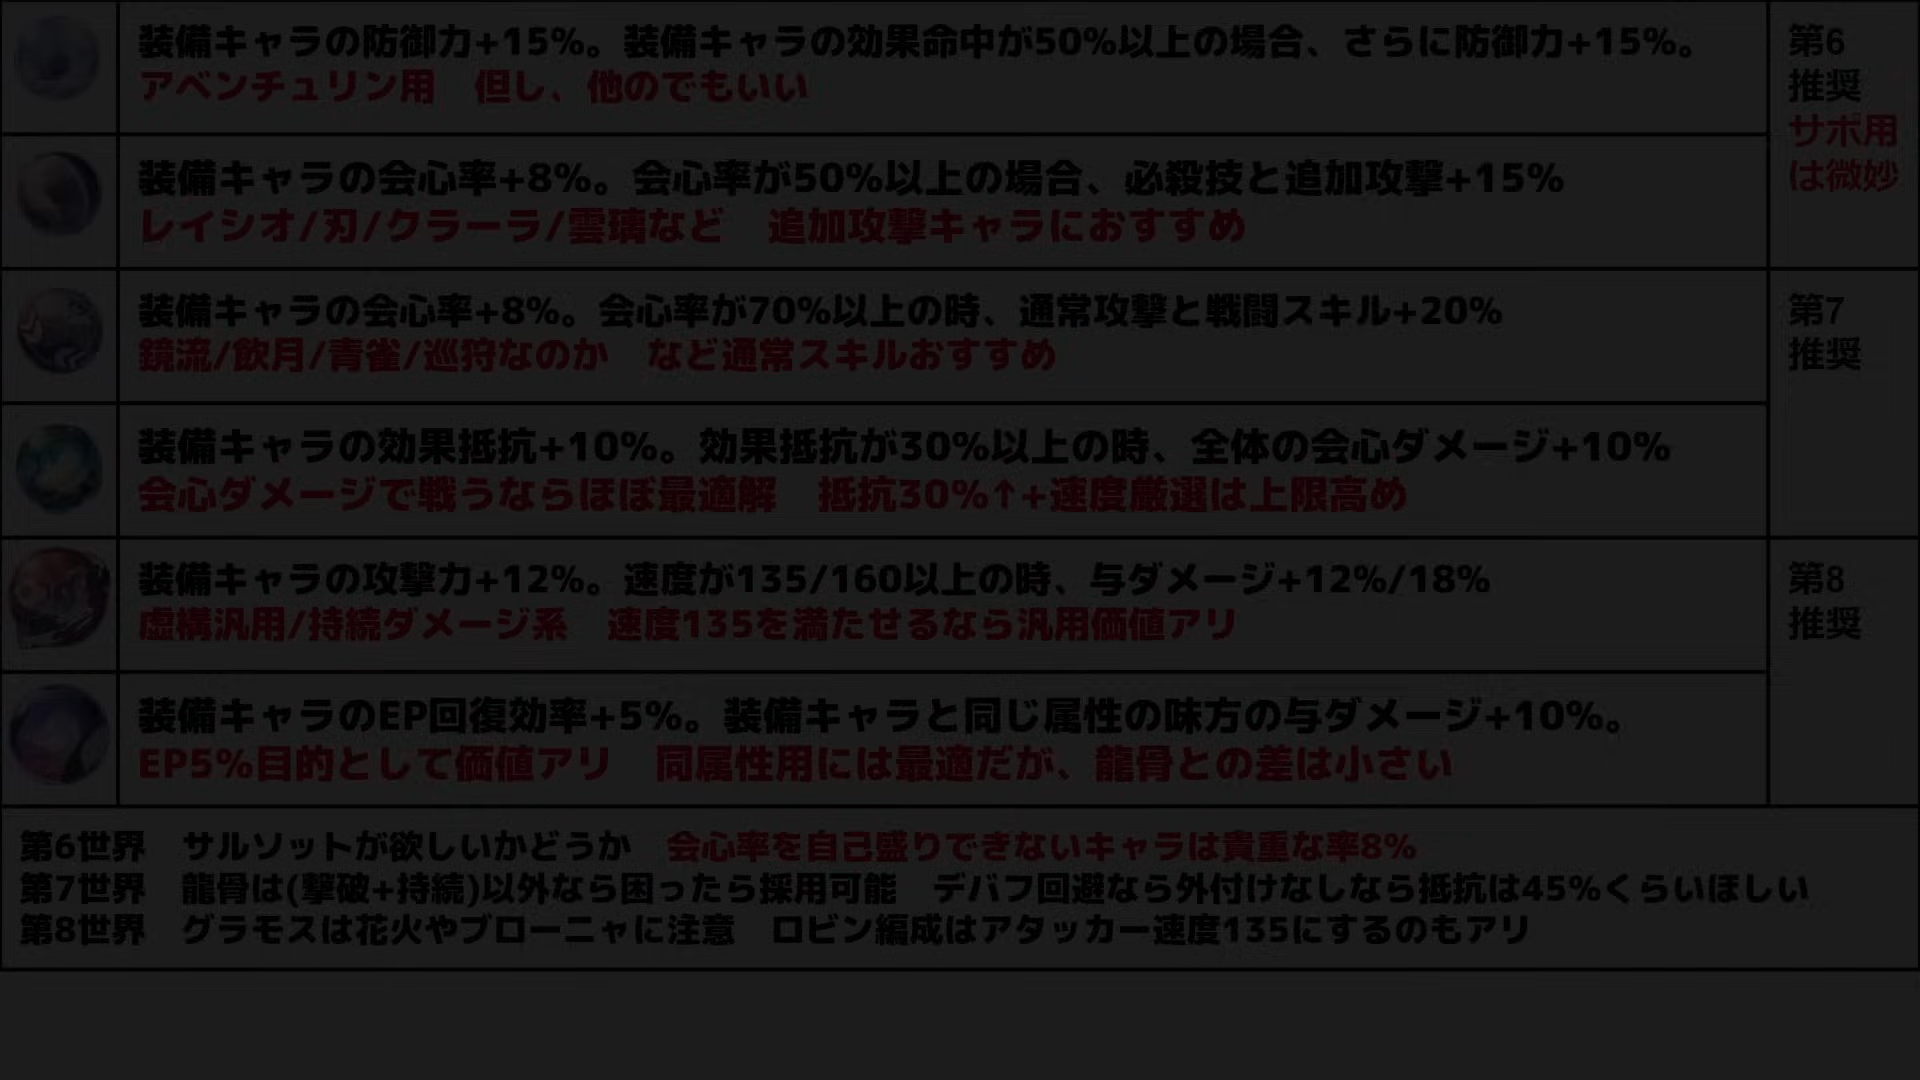 装備キャラの防御力+15%。装備キャラの効果命中が50%以上の場合、さらに防御力+15%。
アベンチュリン用　但し、他のでもいい
第6
推奨
サポ用
は微妙
装備キャラの会心率+8%。会心率が50%以上の場合、必殺技と追加攻撃+15%
レイシオ/刃/クラーラ/雲璃など　追加攻撃キャラにおすすめ
装備キャラの会心率+8%。会心率が70%以上の時、通常攻撃と戦闘スキル+20%
鏡流/飲月/青雀/巡狩なのか　など通常スキルおすすめ
第7
推奨
装備キャラの効果抵抗+10%。効果抵抗が30%以上の時、全体の会心ダメージ+10%
会心ダメージで戦うならほぼ最適解　抵抗30%↑+速度厳選は上限高め
装備キャラの攻撃力+12%。速度が135/160以上の時、与ダメージ+12%/18%
虚構汎用/持続ダメージ系　速度135を満たせるなら汎用価値アリ
第8
推奨
装備キャラのEP回復効率+5%。装備キャラと同じ属性の味方の与ダメージ+10%。
EP5%目的として価値アリ　同属性用には最適だが、龍骨との差は小さい
第6世界　サルソットが欲しいかどうか　会心率を自己盛りできないキャラは貴重な率8%
第7世界　龍骨は(撃破+持続)以外なら困ったら採用可能　デバフ回避なら外付けなしなら抵抗は45%くらいほしい
第8世界　グラモスは花火やブローニャに注意　ロビン編成はアタッカー速度135にするのもアリ